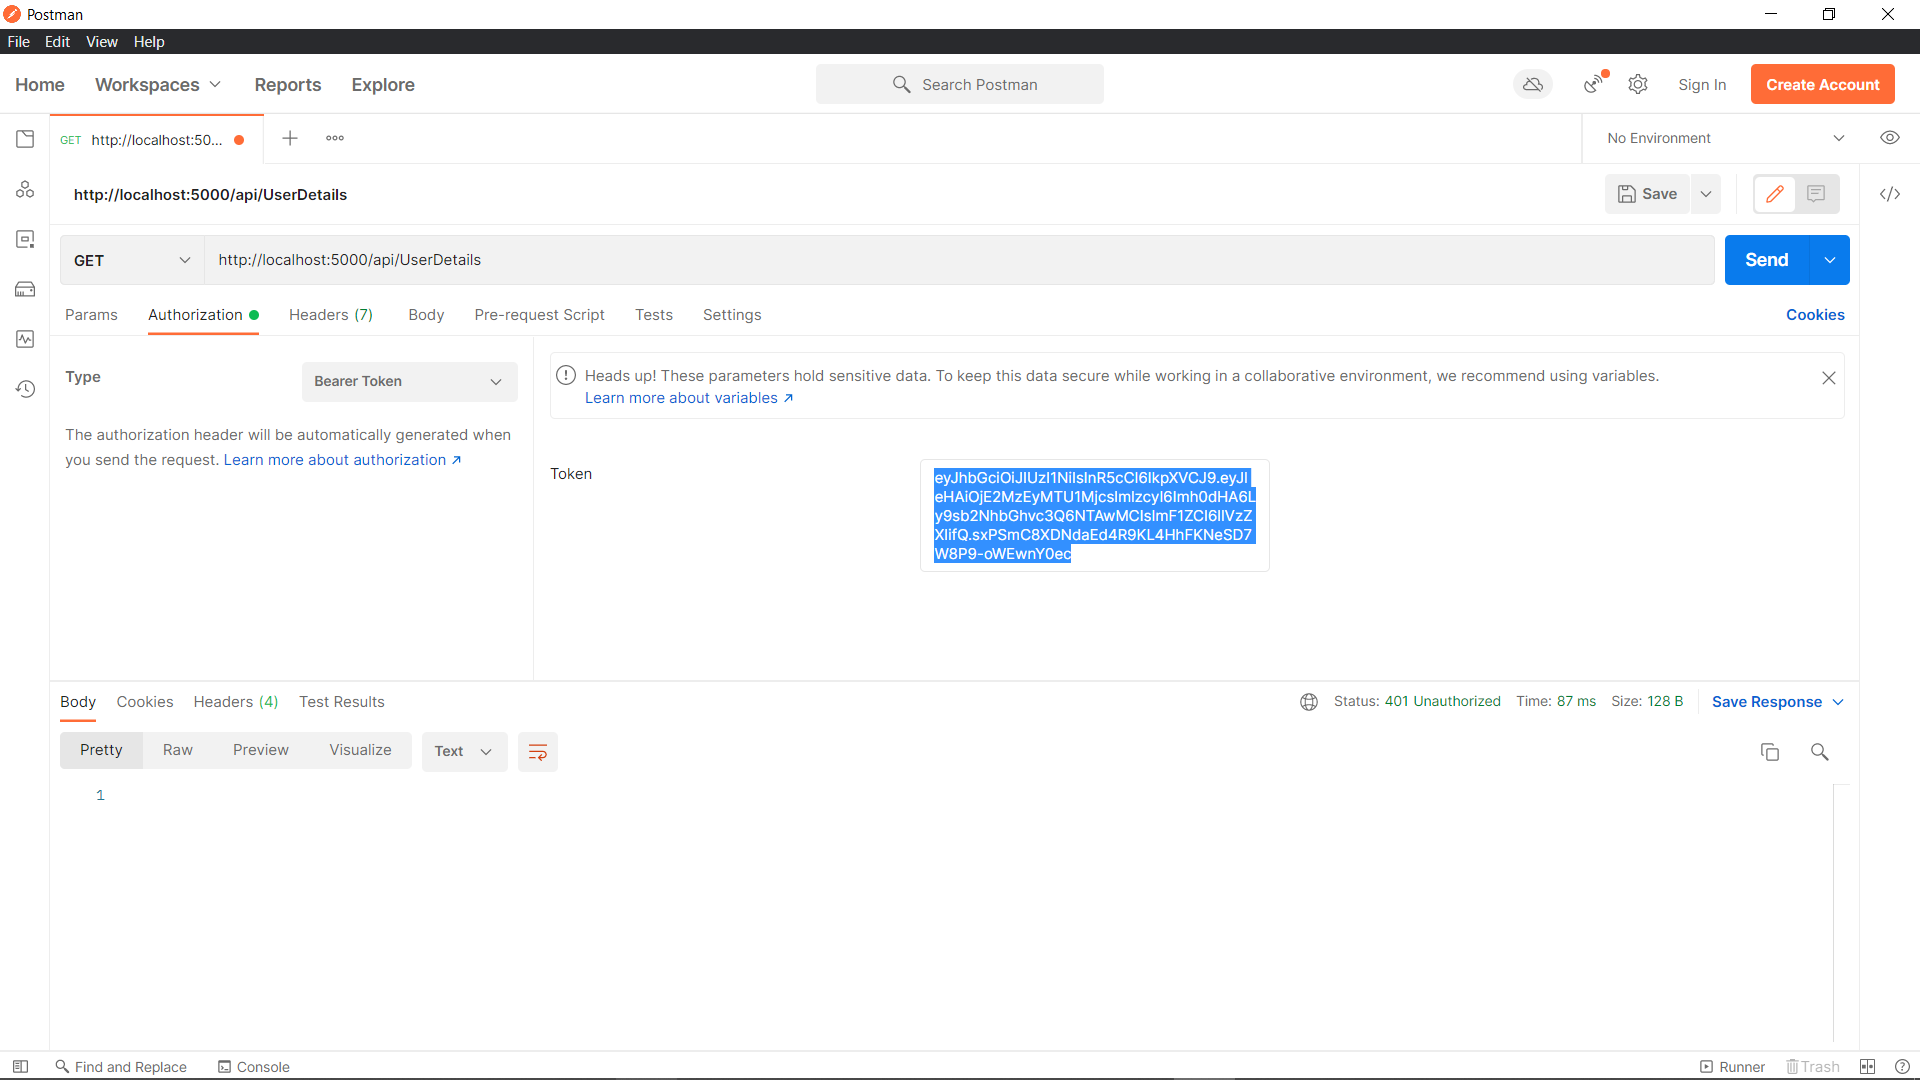 Postman
File Edit View Help
Home Workspaces Reports Explore Search Postman Sign In Create Account
GET http://localhost:50... No Environment
http://localhost:5000/api/UserDetails Save
GET http://localhost:5000/api/UserDetails Send
Params Authorization Headers (7) Body Pre-request Script Tests Settings Cookies
Type Bearer Token
The authorization header will be automatically generated when
you send the request. Learn more about authorization ↗
Heads up! These parameters hold sensitive data. To keep this data secure while working in a collaborative environment, we recommend using variables.
Learn more about variables ↗
Token
eyJhbGciOiJIUzI1NiIsInR5cCI6IkpXVCJ9.eyJl
eHAiOjE2MzEyMTU1MjcsImlzcyI6Imh0dHA6L
y9sb2NhbGhvc3Q6NTAwMCIsImF1ZCI6IlVzZ
XIifQ.sxPSmC8XDNdaEd4R9KL4HhFKNeSD7
W8P9-oWEwnY0ec
Body Cookies Headers (4) Test Results Status: 401 Unauthorized Time: 87 ms Size: 128 B Save Response
Pretty Raw Preview Visualize Text
1
Find and Replace Console Runner Trash